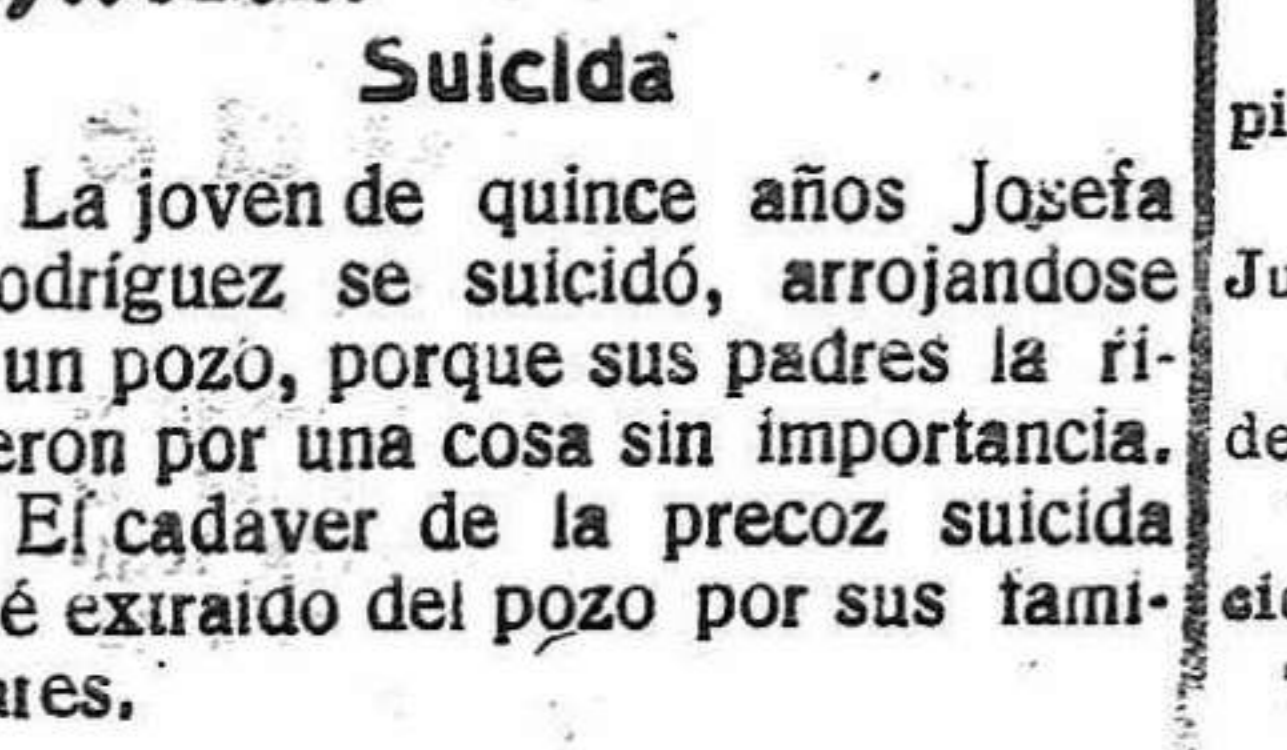 Suicida
La joven de quince años Josefa
odríguez se suicidó, arrojandose
un pozo, porque sus padres la ri-
eron por una cosa sin importancia.
El cadaver de la precoz suicida
é extraido del pozo por sus fami-
ares.
pi
Ju
de
ci